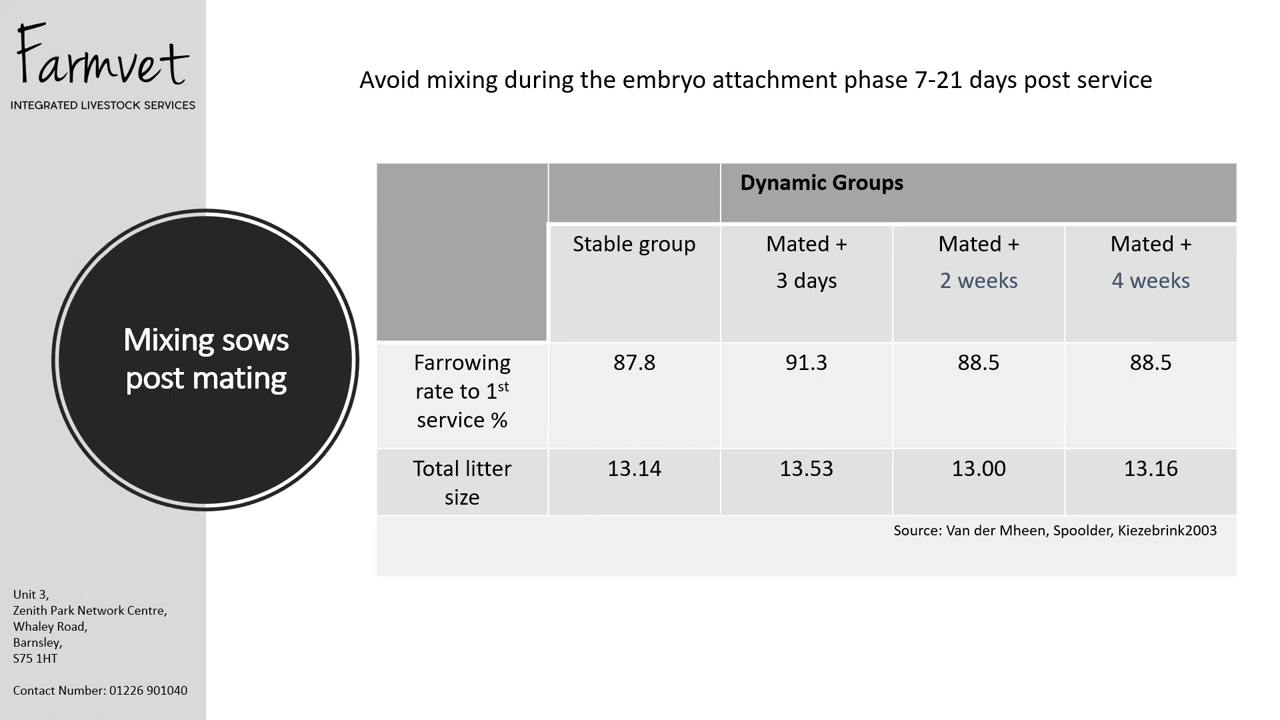 Farmvet
INTEGRATED LIVESTOCK SERVICES
Avoid mixing during the embryo attachment phase 7-21 days post service
Mixing sows
post mating
Dynamic Groups
Stable group
Mated +
3 days
Mated +
2 weeks
Mated +
4 weeks
Farrowing
rate to 1st
service %
87.8
91.3
88.5
88.5
Total litter
size
13.14
13.53
13.00
13.16
Source: Van der Mheen, Spoolder, Kiezebrink2003
Unit 3,
Zenith Park Network Centre,
Whaley Road,
Barnsley,
S75 1HT
Contact Number: 01226 901040